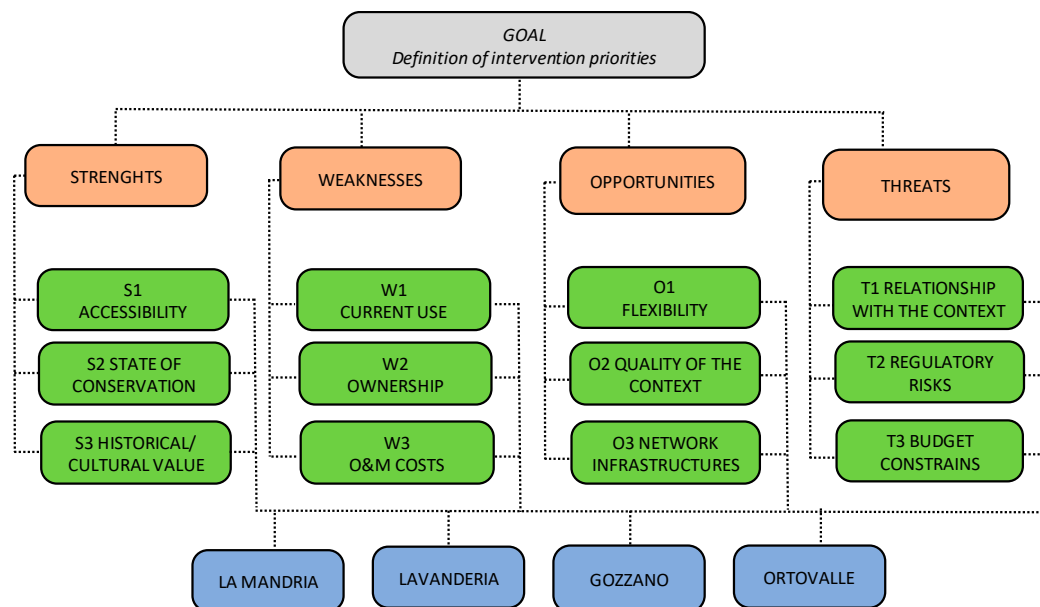 GOAL
Definition of intervention priorities
STRENGHTS
WEAKNESSES
OPPORTUNITIES
THREATS
S1
ACCESSIBILITY
W1
CURRENT USE
O1
FLEXIBILITY
T1 RELATIONSHIP
WITH THE CONTEXT
S2 STATE OF
CONSERVATION
W2
OWNERSHIP
O2 QUALITY OF THE
CONTEXT
T2 REGULATORY
RISKS
S3 HISTORICAL/
CULTURAL VALUE
W3
O&M COSTS
O3 NETWORK
INFRASTRUCTURES
T3 BUDGET
CONSTRAINS
LA MANDRIA
LAVANDERIA
GOZZANO
ORTOVALLE